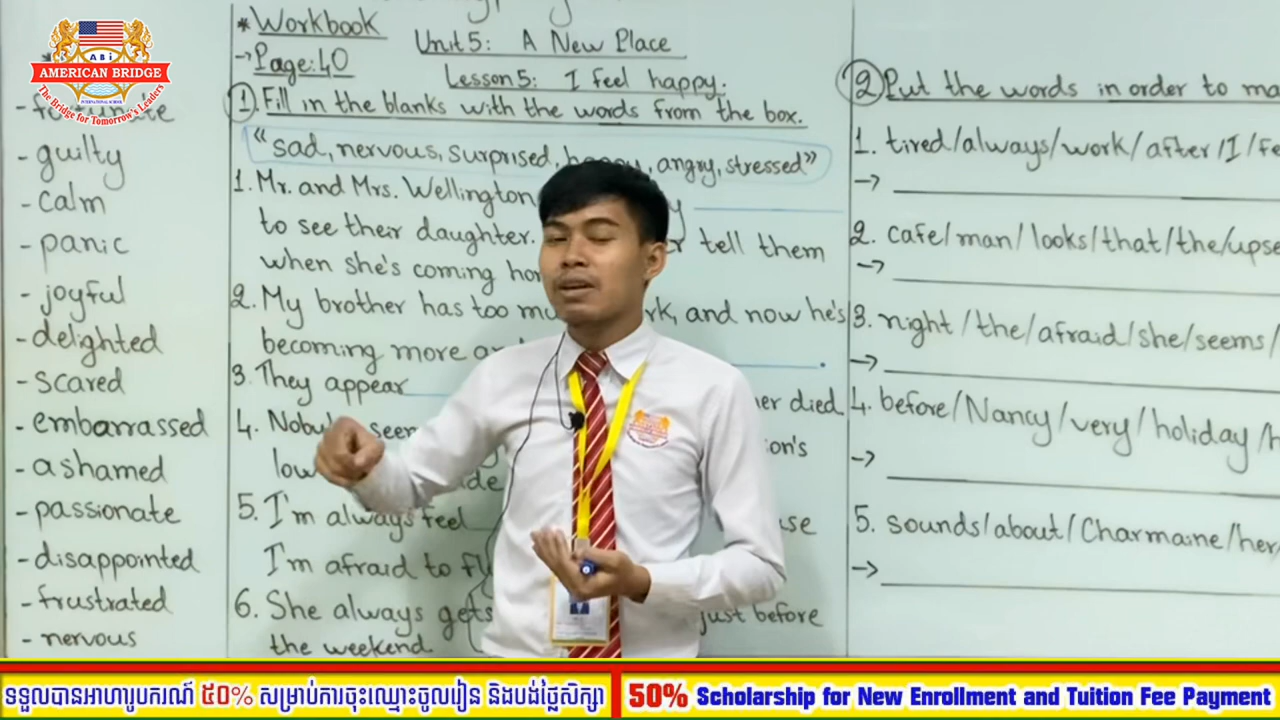 ABi
AMERICAN BRIDGE
INTERNATIONAL SCHOOL
The Bridge for Tomorrow's Leaders
- fortunate
- guilty
- calm
- panic
- joyful
- delighted
- scared
- embarrassed
- ashamed
- passionate
- disappointed
- frustrated
- nervous
* Workbook
→ Page: 40
Unit 5: A New Place
Lesson 5: I feel happy.
1. Fill in the blanks with the words from the box.
"sad, nervous, surprised, angry, stressed"
1. Mr. and Mrs. Wellington
to see their daughter. tell them
when she's coming
2. My brother has too and now he's
becoming more
3. They appear died
4.
5. I'm always feel
I'm afraid to
6. She always gets just before
the weekend.
2. Put the words in order to
1. tired/always/work/after/I/
→
2. cafe/man/looks/that/the/
→
3. night/the/afraid/she/seems/
→
4. before/Nancy/very/holiday/
→
5. sounds/about/Charmaine/her/
→
ទទួលបានអាហារូបករណ៍ ៥០% សម្រាប់ការចុះឈ្មោះចូលរៀន និងបង់ថ្លៃសិក្សា
50% Scholarship for New Enrollment and Tuition Fee Payment